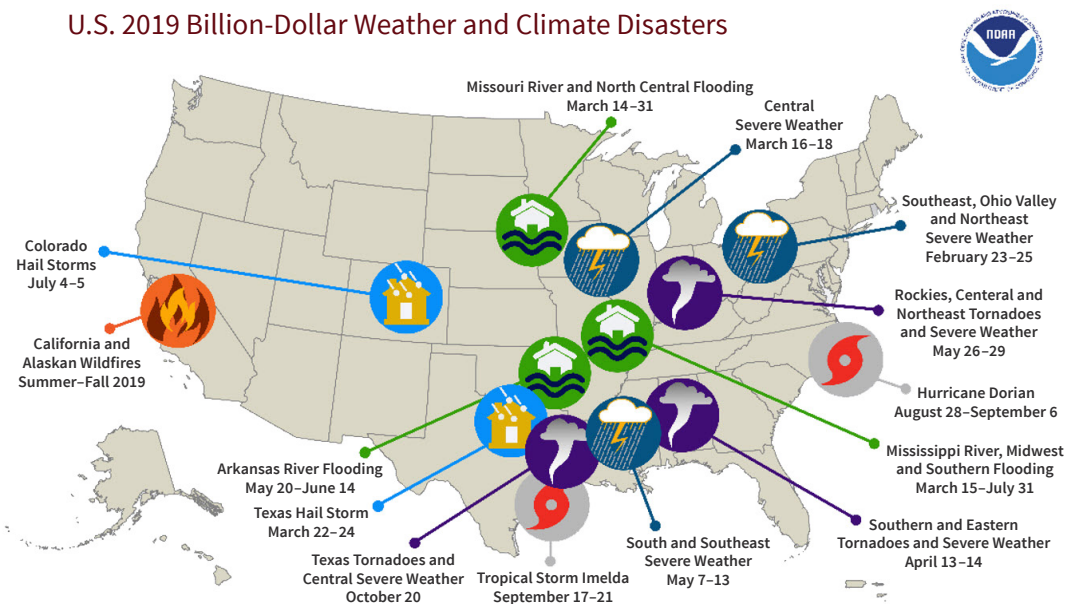 U.S. 2019 Billion-Dollar Weather and Climate Disasters
NOAA
Missouri River and North Central Flooding
March 14–31
Central
Severe Weather
March 16–18
Southeast, Ohio Valley
and Northeast
Severe Weather
February 23–25
Colorado
Hail Storms
July 4–5
Rockies, Centeral and
Northeast Tornadoes
and Severe Weather
May 26–29
California and
Alaskan Wildfires
Summer–Fall 2019
Hurricane Dorian
August 28–September 6
Mississippi River, Midwest
and Southern Flooding
March 15–July 31
Arkansas River Flooding
May 20–June 14
Texas Hail Storm
March 22–24
Southern and Eastern
Tornadoes and Severe Weather
April 13–14
South and Southeast
Severe Weather
May 7–13
Texas Tornadoes and
Central Severe Weather
October 20
Tropical Storm Imelda
September 17–21